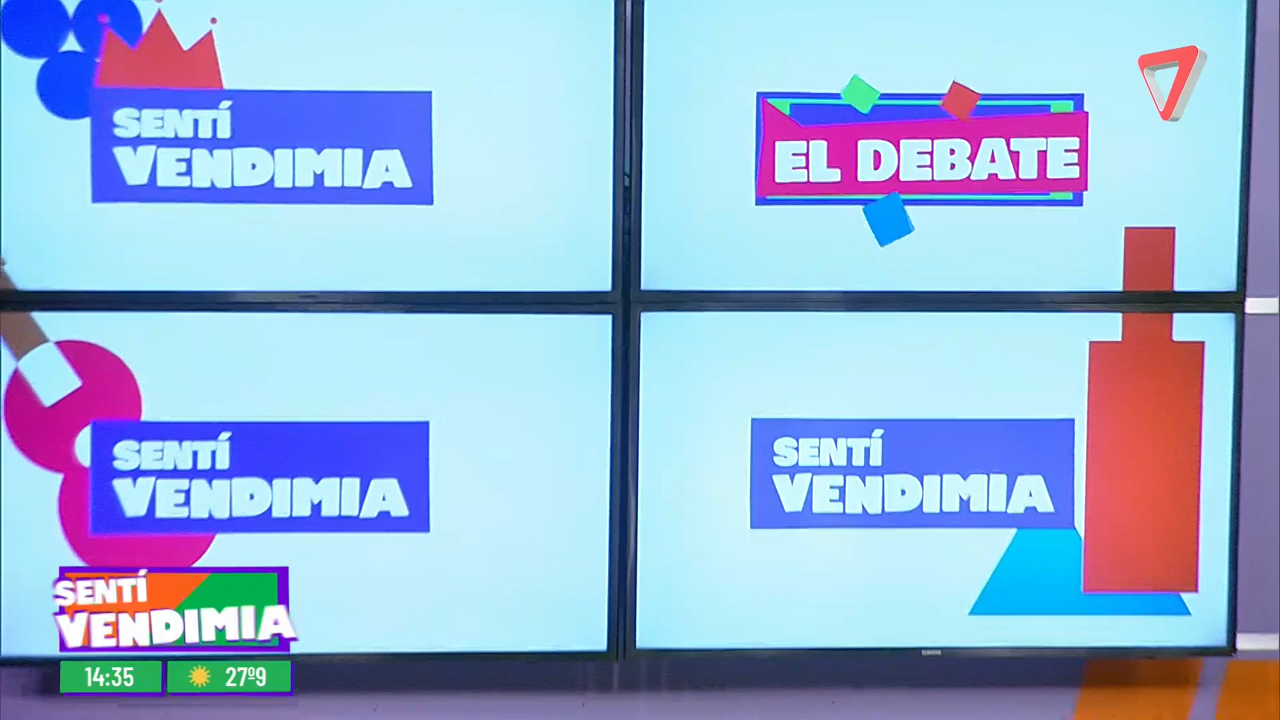 SENTÍ
VENDIMIA
EL DEBATE
SENTÍ
VENDIMIA
SENTÍ
VENDIMIA
SENTÍ
VENDIMIA
14:35
27º9